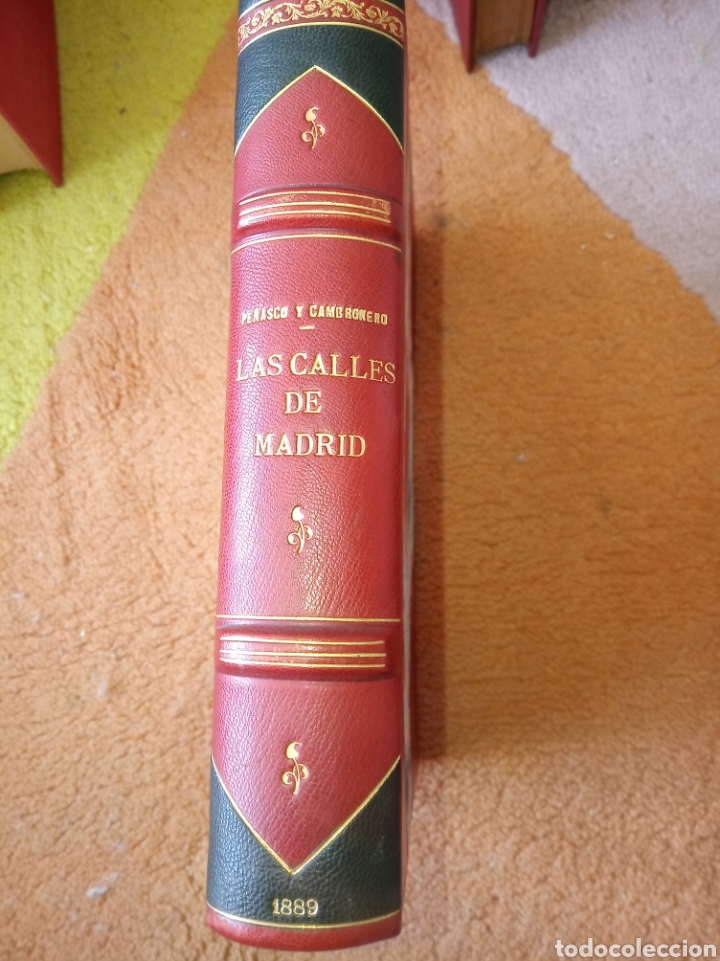 PEÑASCO Y CAMBRONERO
LAS CALLES
DE
MADRID
1889
todocoleccion